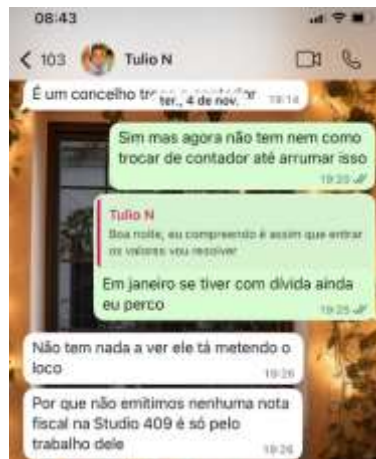 08:43
103 Tulio N
É um concelho
ter., 4 de nov.
19:14
Sim mas agora não tem nem como
trocar de contador até arrumar isso
19:20
Tulio N
Boa noite, eu compreendo é assim que entrar
os valores vou resolver
Em janeiro se tiver com dívida ainda
eu perco
19:25
Não tem nada a ver ele tá metendo o
loco
19:26
Por que não emitimos nenhuma nota
fiscal na Studio 409 é só pelo
trabalho dele
19:26